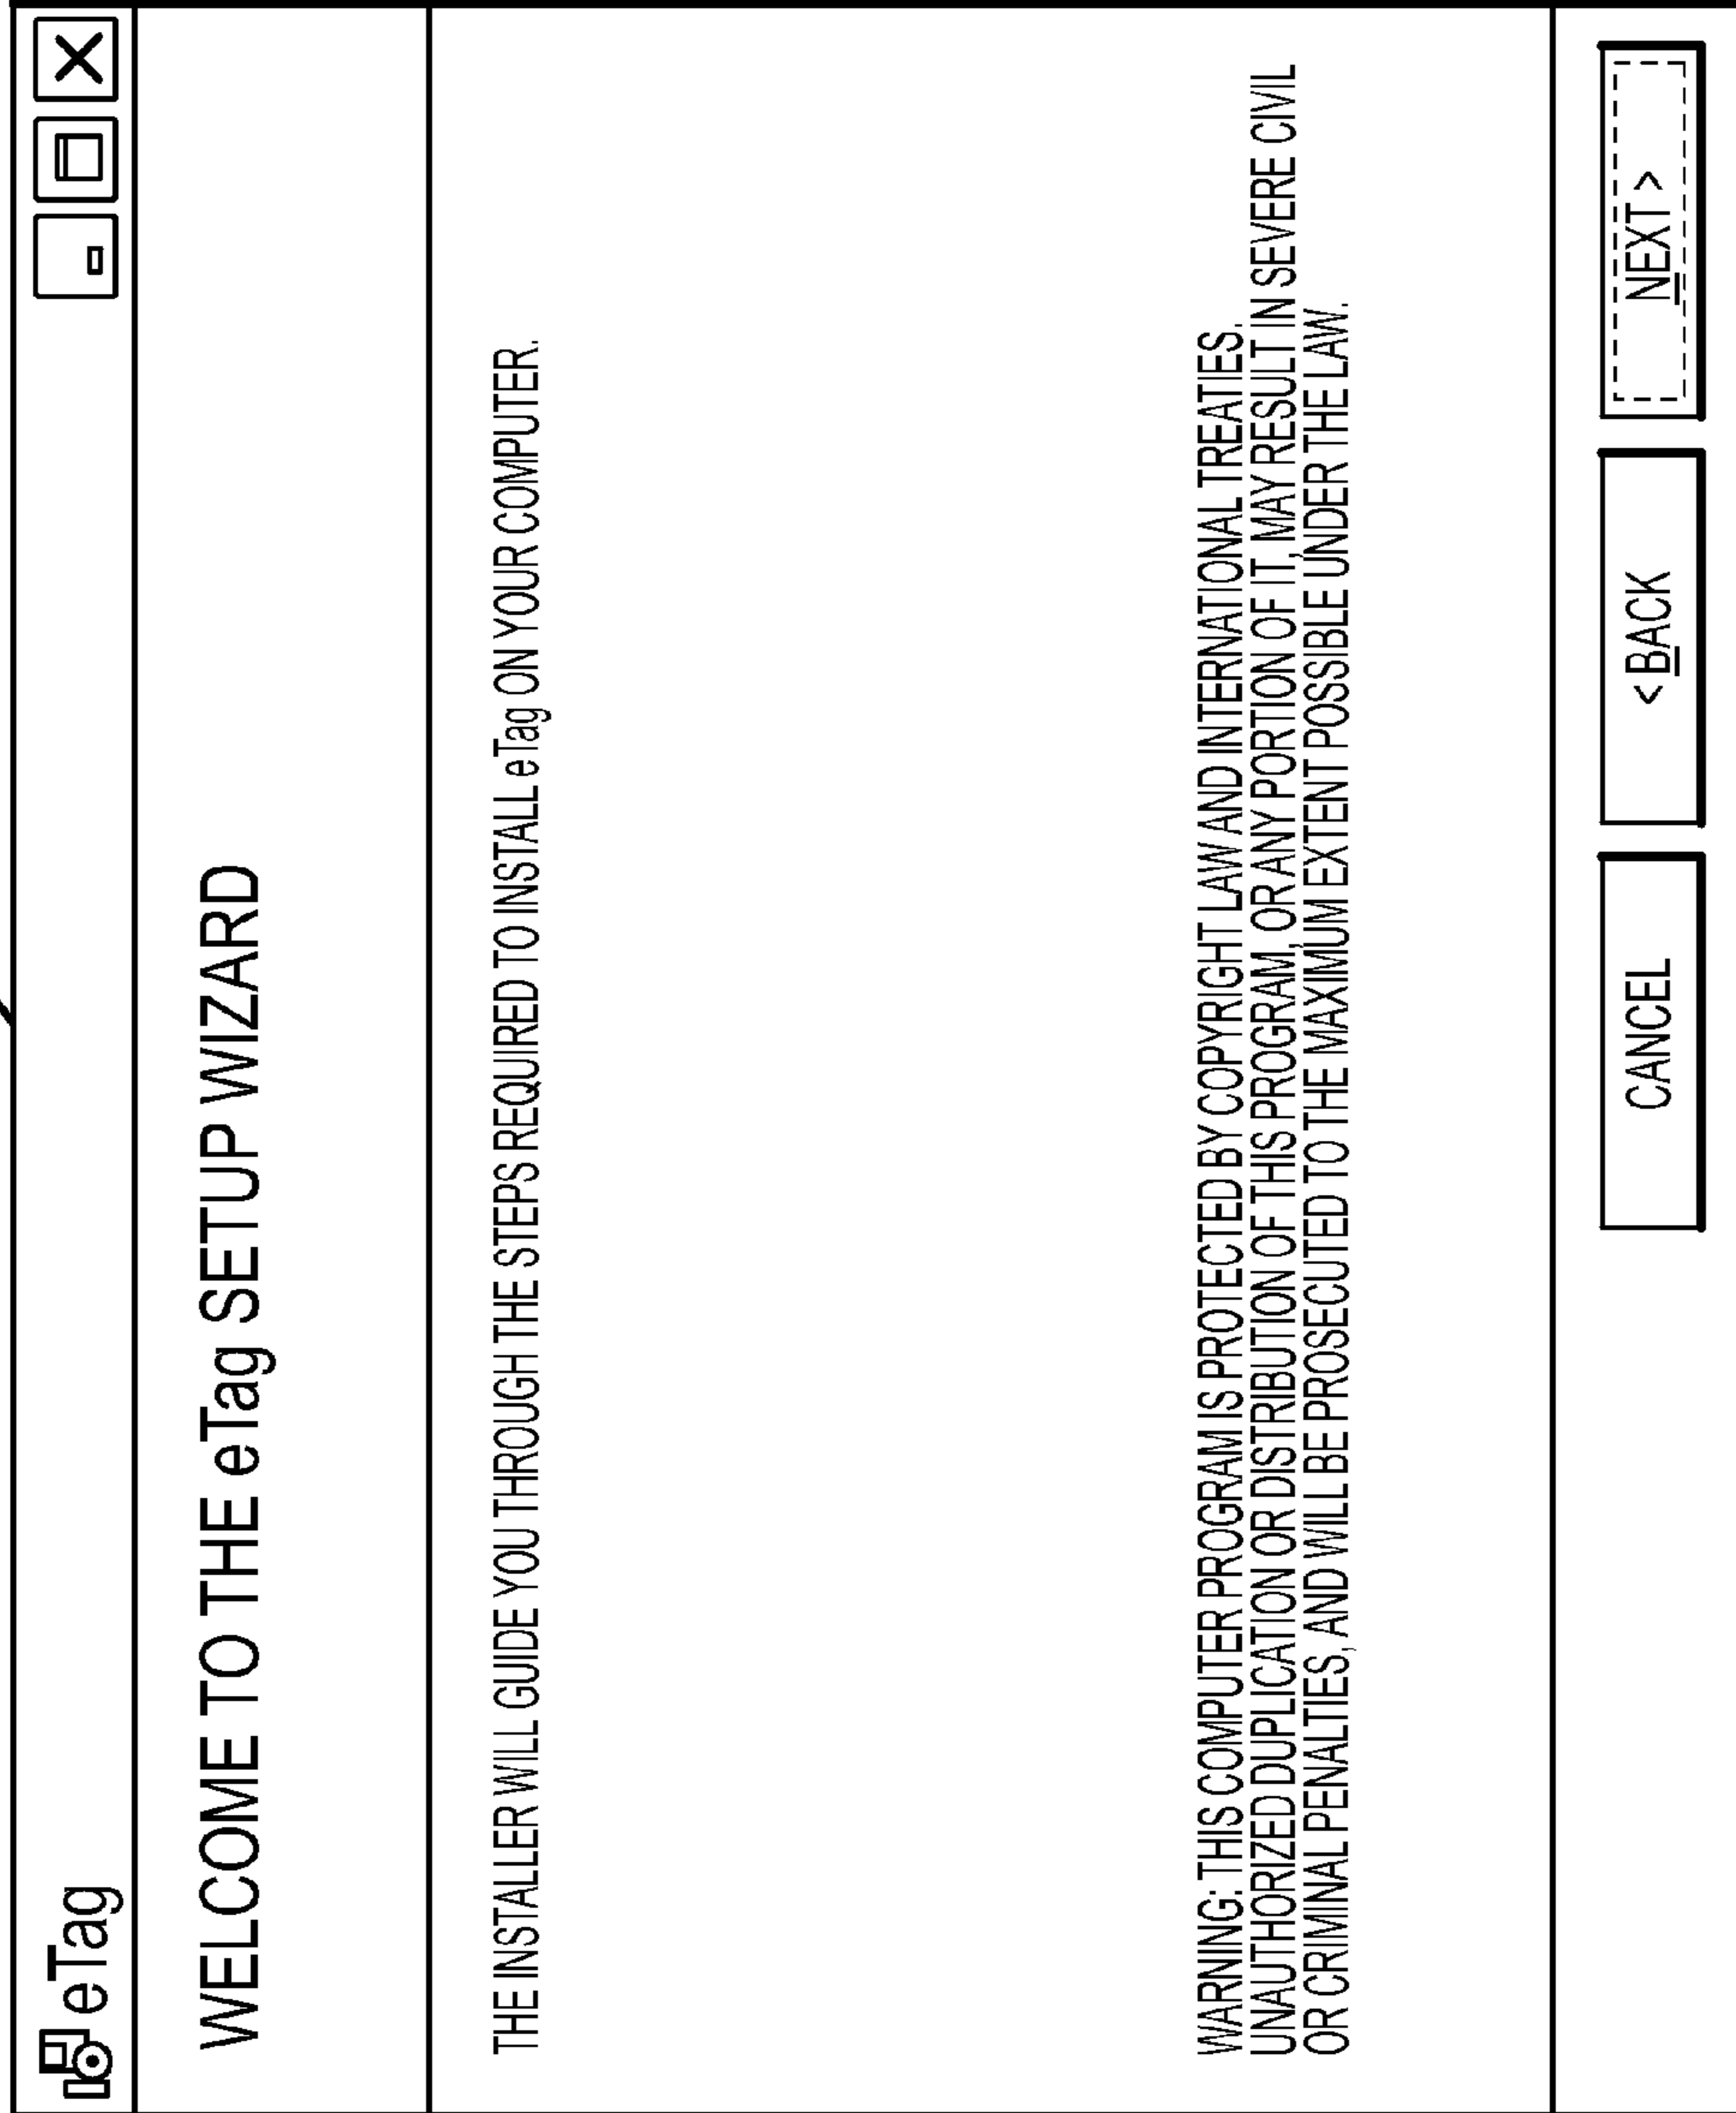 eTag
WELCOME TO THE eTag SETUP WIZARD
THE INSTALLER WILL GUIDE YOU THROUGH THE STEPS REQUIRED TO INSTALL eTag ON YOUR COMPUTER.
WARNING: THIS COMPUTER PROGRAM IS PROTECTED BY COPYRIGHT LAW AND INTERNATIONAL TREATIES.
UNAUTHORIZED DUPLICATION OR DISTRIBUTION OF THIS PROGRAM, OR ANY PORTION OF IT, MAY RESULT IN SEVERE CIVIL
OR CRIMINAL PENALTIES, AND WILL BE PROSECUTED TO THE MAXIMUM EXTENT POSSIBLE UNDER THE LAW.
CANCEL <BACK NEXT>